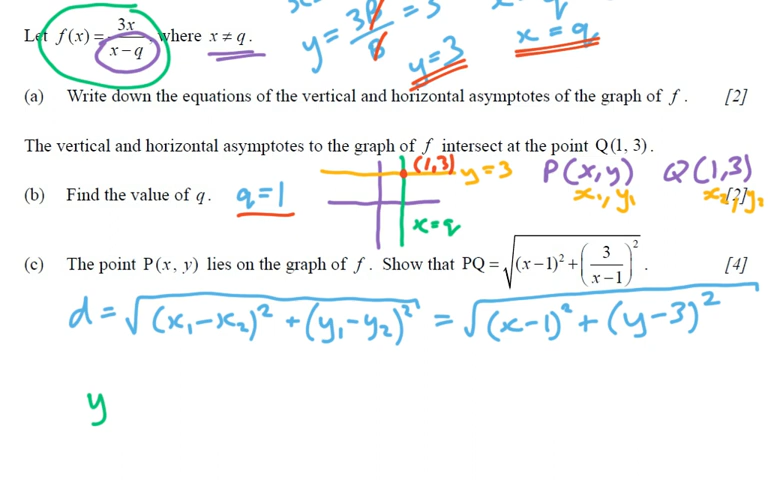 y = 3x/x = 3
x = q
Let f(x) = 3x/(x−q), where x ≠ q.
y=3
(a) Write down the equations of the vertical and horizontal asymptotes of the graph of f. [2]
The vertical and horizontal asymptotes to the graph of f intersect at the point Q(1, 3).
(1,3) y=3 P(x,y) Q(1,3)
(b) Find the value of q. q=1 x₁, y₁ x₂, y₂ [2]
x=q
(c) The point P(x, y) lies on the graph of f. Show that PQ = √((x−1)² + (3/(x−1))²). [4]
d = √((x₁−x₂)² + (y₁−y₂)²) = √((x−1)² + (y−3)²)
y